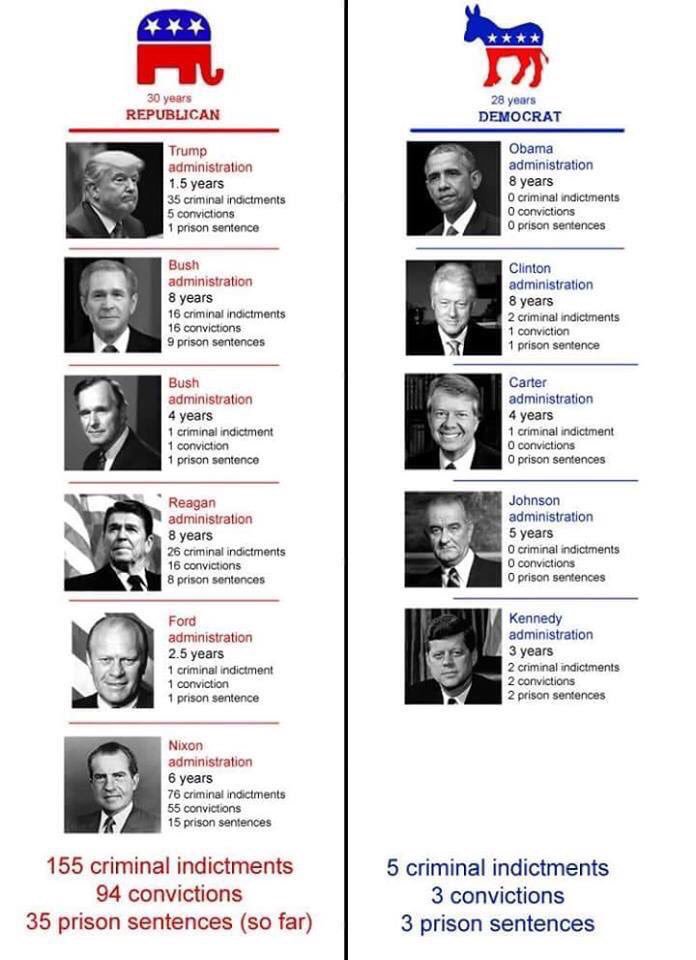 30 years
REPUBLICAN
Trump
administration
1.5 years
35 criminal indictments
5 convictions
1 prison sentence
Bush
administration
8 years
16 criminal indictments
16 convictions
9 prison sentences
Bush
administration
4 years
1 criminal indictment
1 conviction
1 prison sentence
Reagan
administration
8 years
26 criminal indictments
16 convictions
8 prison sentences
Ford
administration
2.5 years
1 criminal indictment
1 conviction
1 prison sentence
Nixon
administration
6 years
76 criminal indictments
55 convictions
15 prison sentences
155 criminal indictments
94 convictions
35 prison sentences (so far)
28 years
DEMOCRAT
Obama
administration
8 years
0 criminal indictments
0 convictions
0 prison sentences
Clinton
administration
8 years
2 criminal indictments
1 conviction
1 prison sentence
Carter
administration
4 years
1 criminal indictment
0 convictions
0 prison sentences
Johnson
administration
5 years
0 criminal indictments
0 convictions
0 prison sentences
Kennedy
administration
3 years
2 criminal indictments
2 convictions
2 prison sentences
5 criminal indictments
3 convictions
3 prison sentences